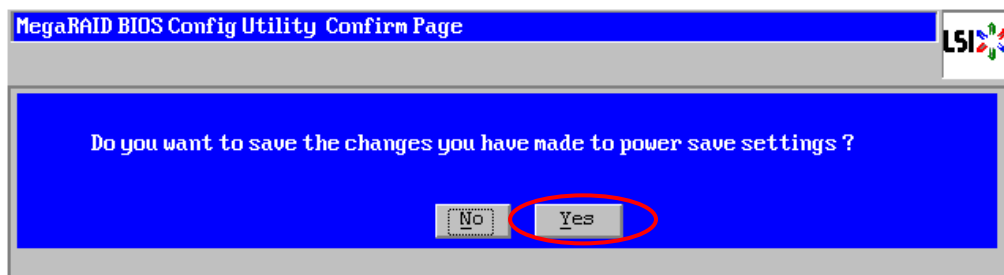 MegaRAID BIOS Config Utility Confirm Page
LSI
Do you want to save the changes you have made to power save settings ?
No
Yes